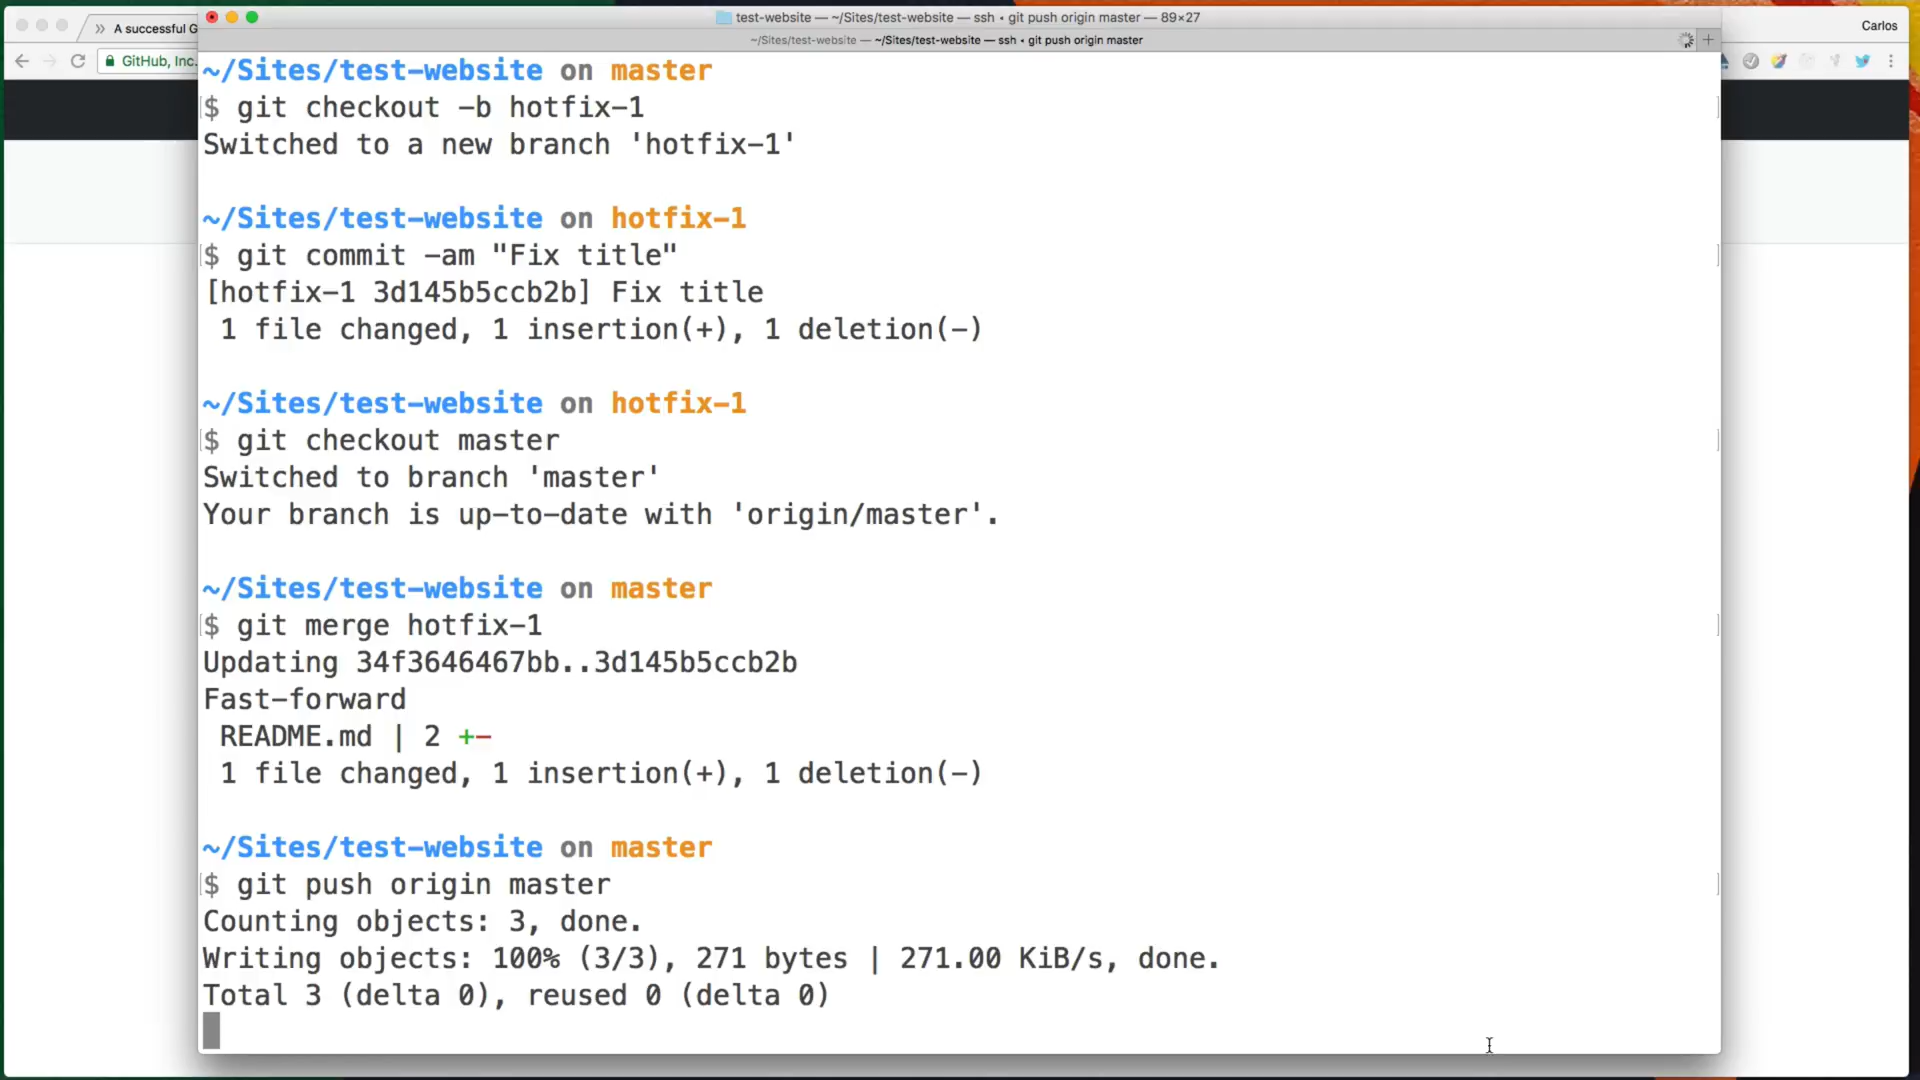 test-website — ~/Sites/test-website — ssh • git push origin master — 89×27
A successful G
Carlos
~/Sites/test-website — ~/Sites/test-website — ssh • git push origin master
GitHub, Inc.
~/Sites/test-website on master
$ git checkout -b hotfix-1
Switched to a new branch 'hotfix-1'
~/Sites/test-website on hotfix-1
$ git commit -am "Fix title"
[hotfix-1 3d145b5ccb2b] Fix title
1 file changed, 1 insertion(+), 1 deletion(-)
~/Sites/test-website on hotfix-1
$ git checkout master
Switched to branch 'master'
Your branch is up-to-date with 'origin/master'.
~/Sites/test-website on master
$ git merge hotfix-1
Updating 34f3646467bb..3d145b5ccb2b
Fast-forward
README.md | 2 +-
1 file changed, 1 insertion(+), 1 deletion(-)
~/Sites/test-website on master
$ git push origin master
Counting objects: 3, done.
Writing objects: 100% (3/3), 271 bytes | 271.00 KiB/s, done.
Total 3 (delta 0), reused 0 (delta 0)